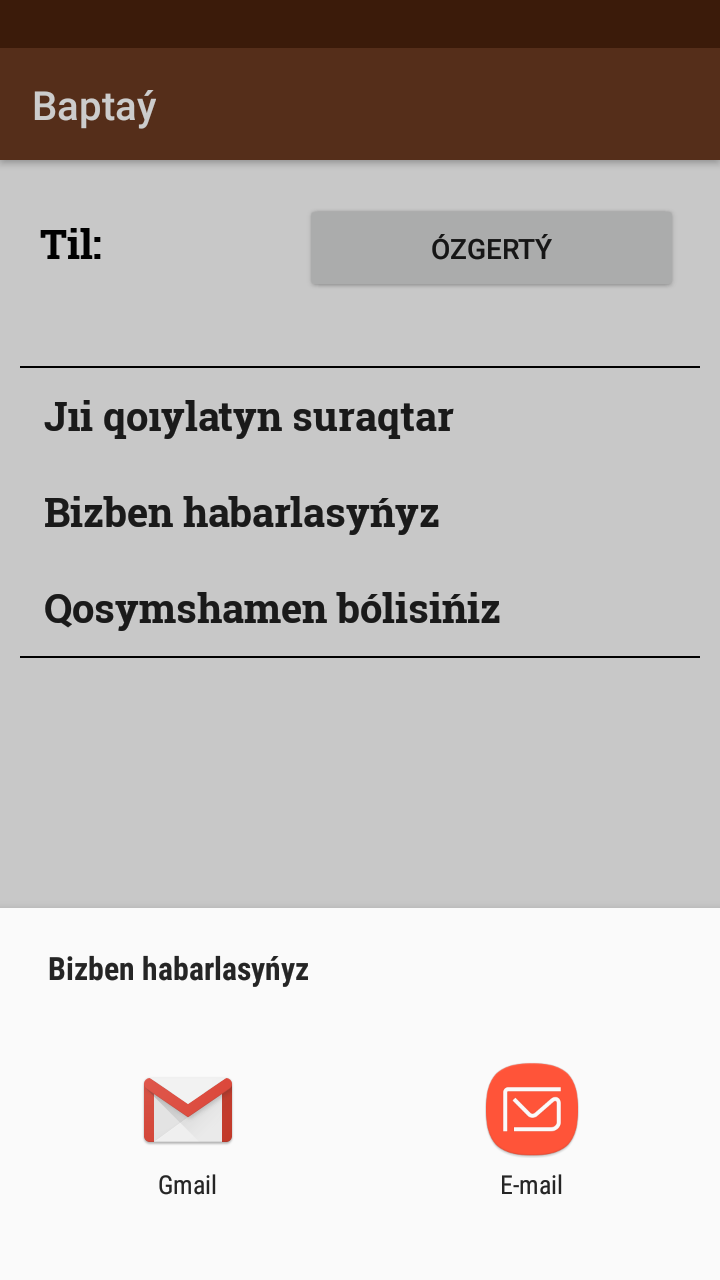 Baptaý
Til:
ÓZGERTÝ
Jıi qoıylatyn suraqtar
Bizben habarlasyńyz
Qosymshamen bólisińiz
Bizben habarlasyńyz
Gmail
E-mail